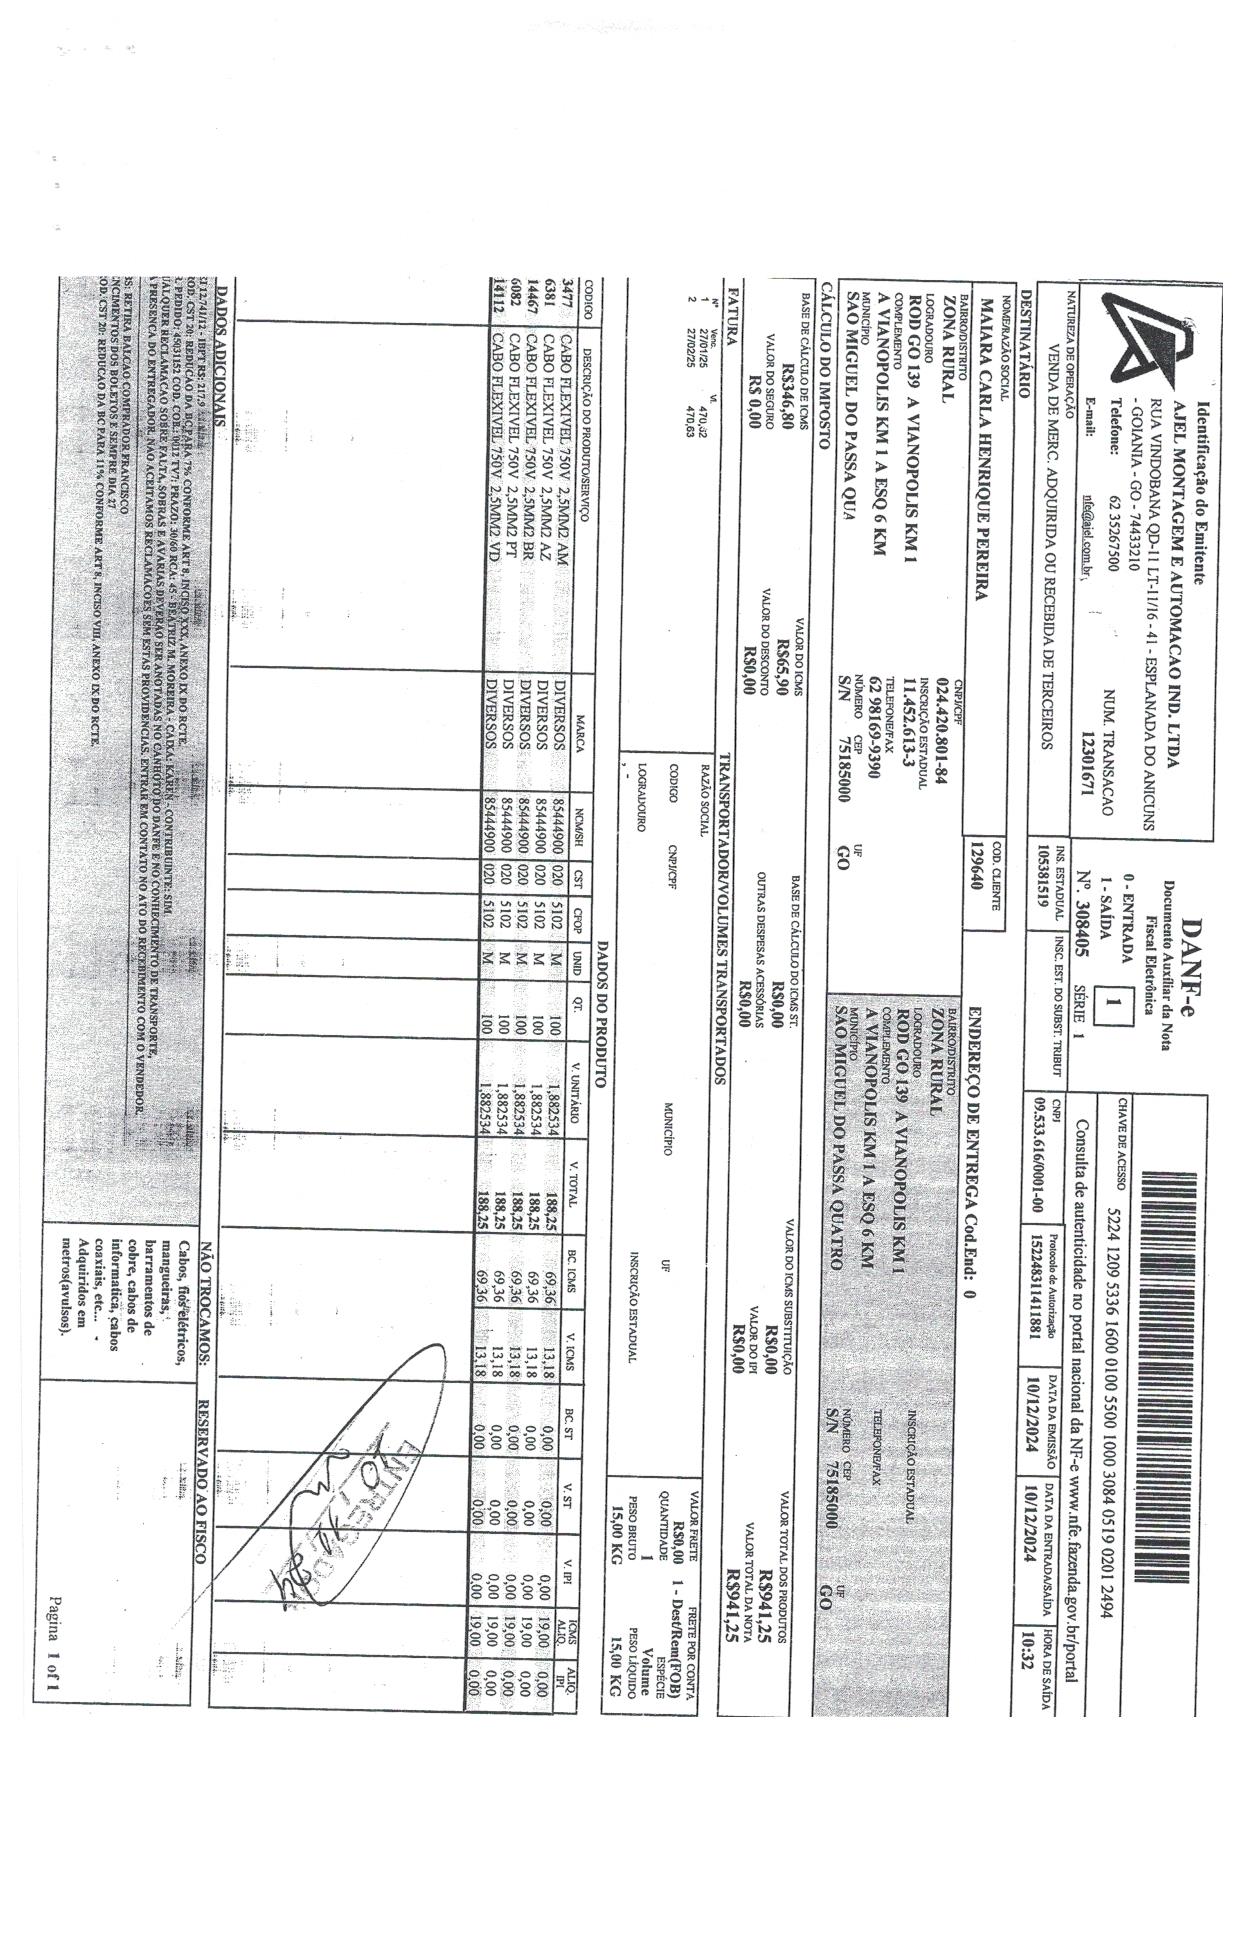 Identificação do Emitente
AJEL MONTAGEM E AUTOMACAO IND. LTDA
RUA VINDOBANA QD-11 LT-11/16 - 41 - ESPLANADA DO ANICUNS
- GOIANIA - GO - 74433210
Telefone: 62 35267500
E-mail: nfe@ajel.com.br
NUM. TRANSACAO
12301671
DANF-e
Documento Auxiliar da Nota
Fiscal Eletrônica
0 - ENTRADA
1 - SAÍDA
1
Nº. 308405 SÉRIE 1
CHAVE DE ACESSO
5224 1209 5336 1600 0100 5500 1000 3084 0519 0201 2494
Consulta de autenticidade no portal nacional da NF-e www.nfe.fazenda.gov.br/portal
NATUREZA DE OPERAÇÃO
VENDA DE MERC. ADQUIRIDA OU RECEBIDA DE TERCEIROS
INS. ESTADUAL
105381519
INSC. EST. DO SUBST. TRIBUT
CNPJ
09.533.616/0001-00
Protocolo de Autorização
152248311411881
DATA DA EMISSÃO
10/12/2024
DATA DA ENTRADA/SAÍDA
10/12/2024
HORA DE SAÍDA
10:32
DESTINATÁRIO
NOME/RAZÃO SOCIAL
MAIARA CARLA HENRIQUE PEREIRA
COD. CLIENTE
129640
ENDEREÇO DE ENTREGA Cod.End: 0
BAIRRO/DISTRITO
ZONA RURAL
CNPJ/CPF
024.420.801-84
LOGRADOURO
ROD GO 139 A VIANOPOLIS KM 1
INSCRIÇÃO ESTADUAL
11.452.613-3
COMPLEMENTO
A VIANOPOLIS KM 1 A ESQ 6 KM
TELEFONE/FAX
62 98169-9390
MUNICÍPIO
SAO MIGUEL DO PASSA QUA
NÚMERO CEP
S/N 75185000
UF
GO
BAIRRO/DISTRITO
ZONA RURAL
LOGRADOURO
ROD GO 139 A VIANOPOLIS KM 1
INSCRIÇÃO ESTADUAL
COMPLEMENTO
A VIANOPOLIS KM 1 A ESQ 6 KM
TELEFONE/FAX
MUNICÍPIO
SAO MIGUEL DO PASSA QUATRO
NÚMERO CEP
S/N 75185000
UF
GO
CÁLCULO DO IMPOSTO
BASE DE CÁLCULO DE ICMS
R$346,80
VALOR DO ICMS
R$65,90
BASE DE CÁLCULO DO ICMS ST.
R$0,00
VALOR DO ICMS SUBSTITUIÇÃO
R$0,00
VALOR TOTAL DOS PRODUTOS
R$941,25
VALOR DO SEGURO
R$ 0,00
VALOR DO DESCONTO
R$0,00
OUTRAS DESPESAS ACESSÓRIAS
R$0,00
VALOR DO IPI
R$0,00
VALOR TOTAL DA NOTA
R$941,25
FATURA
Nº Venc. Vl.
1 27/01/25 470,32
2 27/02/25 470,63
TRANSPORTADOR/VOLUMES TRANSPORTADOS
RAZÃO SOCIAL
CODIGO CNPJ/CPF MUNICÍPIO UF
LOGRADOURO INSCRIÇÃO ESTADUAL
, -
VALOR FRETE
R$0,00
FRETE POR CONTA
1 - Dest/Rem(FOB)
QUANTIDADE
1
ESPÉCIE
Volume
PESO BRUTO
15,00 KG
PESO LÍQUIDO
15,00 KG
DADOS DO PRODUTO
CODIGO DESCRIÇÃO DO PRODUTO/SERVIÇO MARCA NCM/SH CST CFOP UNID QT. V. UNITÁRIO V. TOTAL BC. ICMS V. ICMS BC. ST V. ST V. IPI ICMS ALIQ. ALIQ. IPI
3477 CABO FLEXIVEL 750V 2,5MM2 AM DIVERSOS 85444900 020 5102 M 100 1,882534 188,25 69,36 13,18 0,00 0,00 0,00 19,00 0,00
6381 CABO FLEXIVEL 750V 2,5MM2 AZ DIVERSOS 85444900 020 5102 M 100 1,882534 188,25 69,36 13,18 0,00 0,00 0,00 19,00 0,00
14467 CABO FLEXIVEL 750V 2,5MM2 BR DIVERSOS 85444900 020 5102 M 100 1,882534 188,25 69,36 13,18 0,00 0,00 0,00 19,00 0,00
6082 CABO FLEXIVEL 750V 2,5MM2 PT DIVERSOS 85444900 020 5102 M 100 1,882534 188,25 69,36 13,18 0,00 0,00 0,00 19,00 0,00
14112 CABO FLEXIVEL 750V 2,5MM2 VD DIVERSOS 85444900 020 5102 M 100 1,882534 188,25 69,36 13,18 0,00 0,00 0,00 19,00 0,00
ENTREGADOR
DADOS ADICIONAIS
12.741/12 - IBPT R$: 217,9
OD. CST 20: REDUCAO DA BC PARA 7% CONFORME ART 8, INCISO XXX, ANEXO IX DO RCTE.
PEDIDO: 45031152 COD. COB.: 0012 TV7: PRAZO: 30/60 RCA: 45 - BEATRIZ M. MOREIRA - CAIXA: KAREN - CONTRIBUINTE: SIM
UALQUER RECLAMACAO SOBRE FALTA, SOBRAS E AVARIAS DEVERAO SER ANOTADAS NO CANHOTO DO DANFE E NO CONHECIMENTO DE TRANSPORTE,
A PRESENCA DO ENTREGADOR. NAO ACEITAMOS RECLAMACOES SEM ESTAS PROVIDENCIAS. ENTRAR EM CONTATO NO ATO DO RECEBIMENTO COM O VENDEDOR.
S: RETIRA BALCAO COMPRADOR FRANCISCO
NCIMENTOS DOS BOLETOS E SEMPRE DIA 27
OD. CST 20: REDUCAO DA BC PARA 11% CONFORME ART 8, INCISO VIII, ANEXO IX DO RCTE.
NÃO TROCAMOS:
Cabos, fios elétricos,
mangueiras,
barramentos de
cobre, cabos de
informatica, cabos
coaxiais, etc...
Adquiridos em
metros(avulsos).
RESERVADO AO FISCO
Pagina 1 of 1